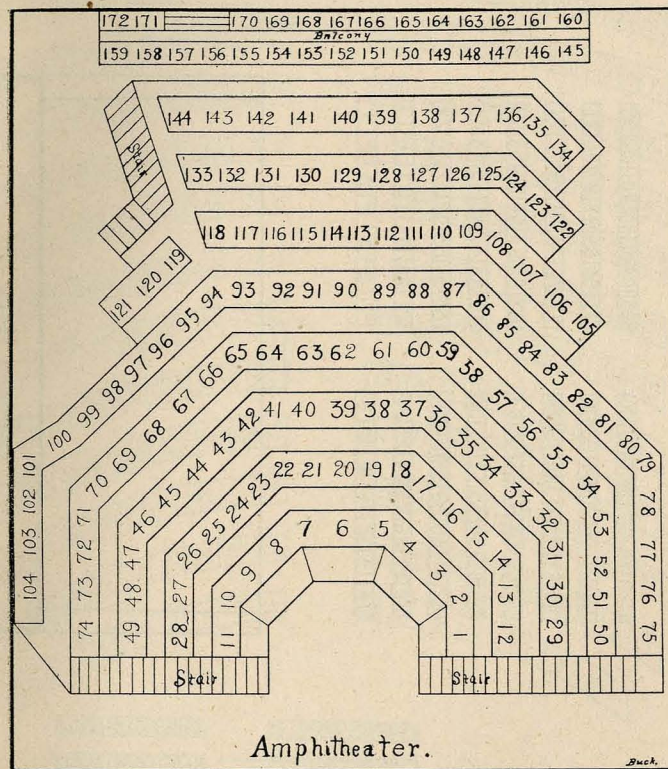 172 171 170 169 168 167 166 165 164 163 162 161 160
Balcony
159 158 157 156 155 154 153 152 151 150 149 148 147 146 145
144 143 142 141 140 139 138 137 136 135 134
Stair
133 132 131 130 129 128 127 126 125 124 123 122
118 117 116 115 114 113 112 111 110 109 108 107 106 105
121 120 119
104 103 102 101 100 99 98 97 96 95 94 93 92 91 90 89 88 87 86 85 84 83 82 81 80 79 78 77 76 75
74 73 72 71 70 69 68 67 66 65 64 63 62 61 60 59 58 57 56 55 54 53 52 51 50
49 48 47 46 45 44 43 42 41 40 39 38 37 36 35 34 33 32 31 30 29
28 27 26 25 24 23 22 21 20 19 18 17 16 15 14 13 12
11 10 9 8 7 6 5 4 3 2 1
Stair
Stair
Amphitheater.
Buck.